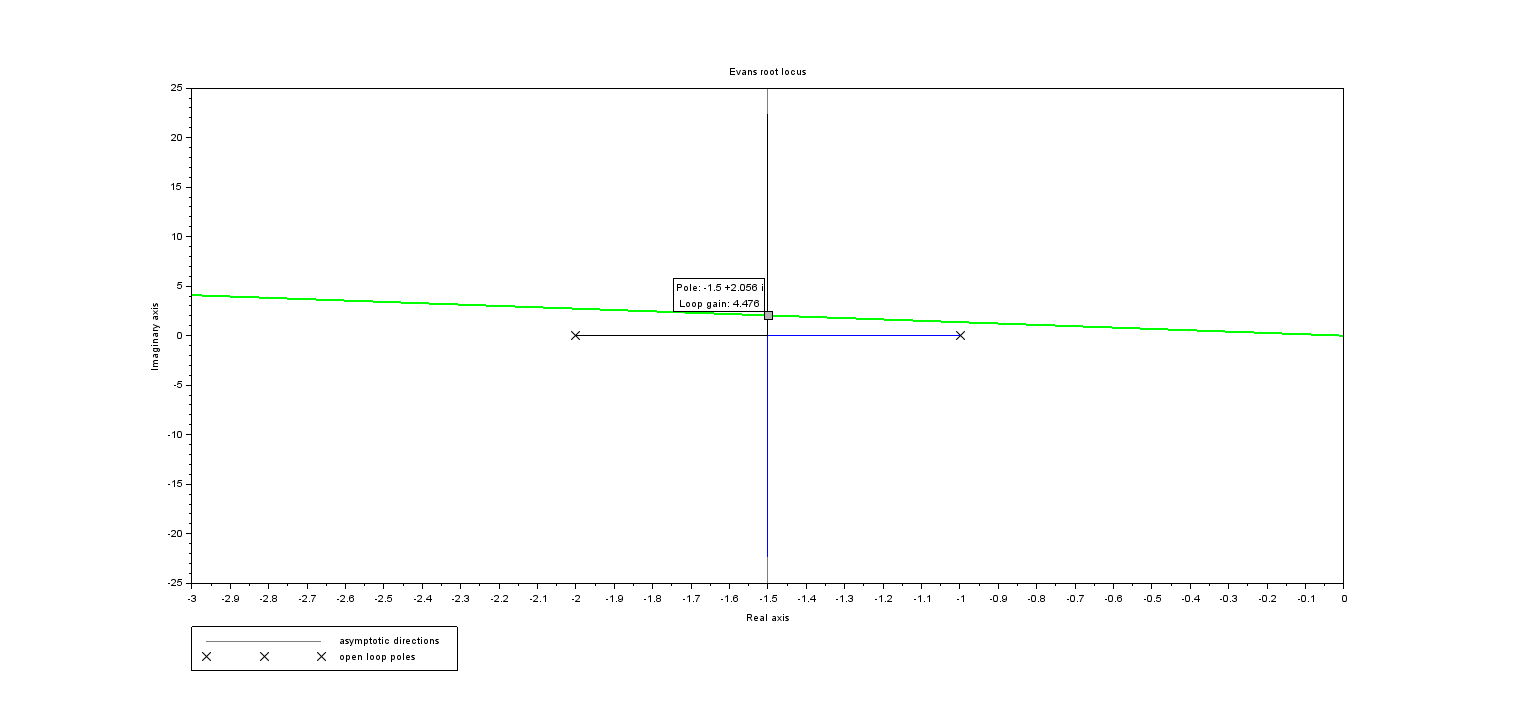 Evans root locus
25
20
15
10
5
0
-5
-10
-15
-20
-25
Imaginary axis
Pole: -1.5 +2.056 i
Loop gain: 4.476
-3 -2.9 -2.8 -2.7 -2.6 -2.5 -2.4 -2.3 -2.2 -2.1 -2 -1.9 -1.8 -1.7 -1.6 -1.5 -1.4 -1.3 -1.2 -1.1 -1 -0.9 -0.8 -0.7 -0.6 -0.5 -0.4 -0.3 -0.2 -0.1 0
Real axis
asymptotic directions
open loop poles